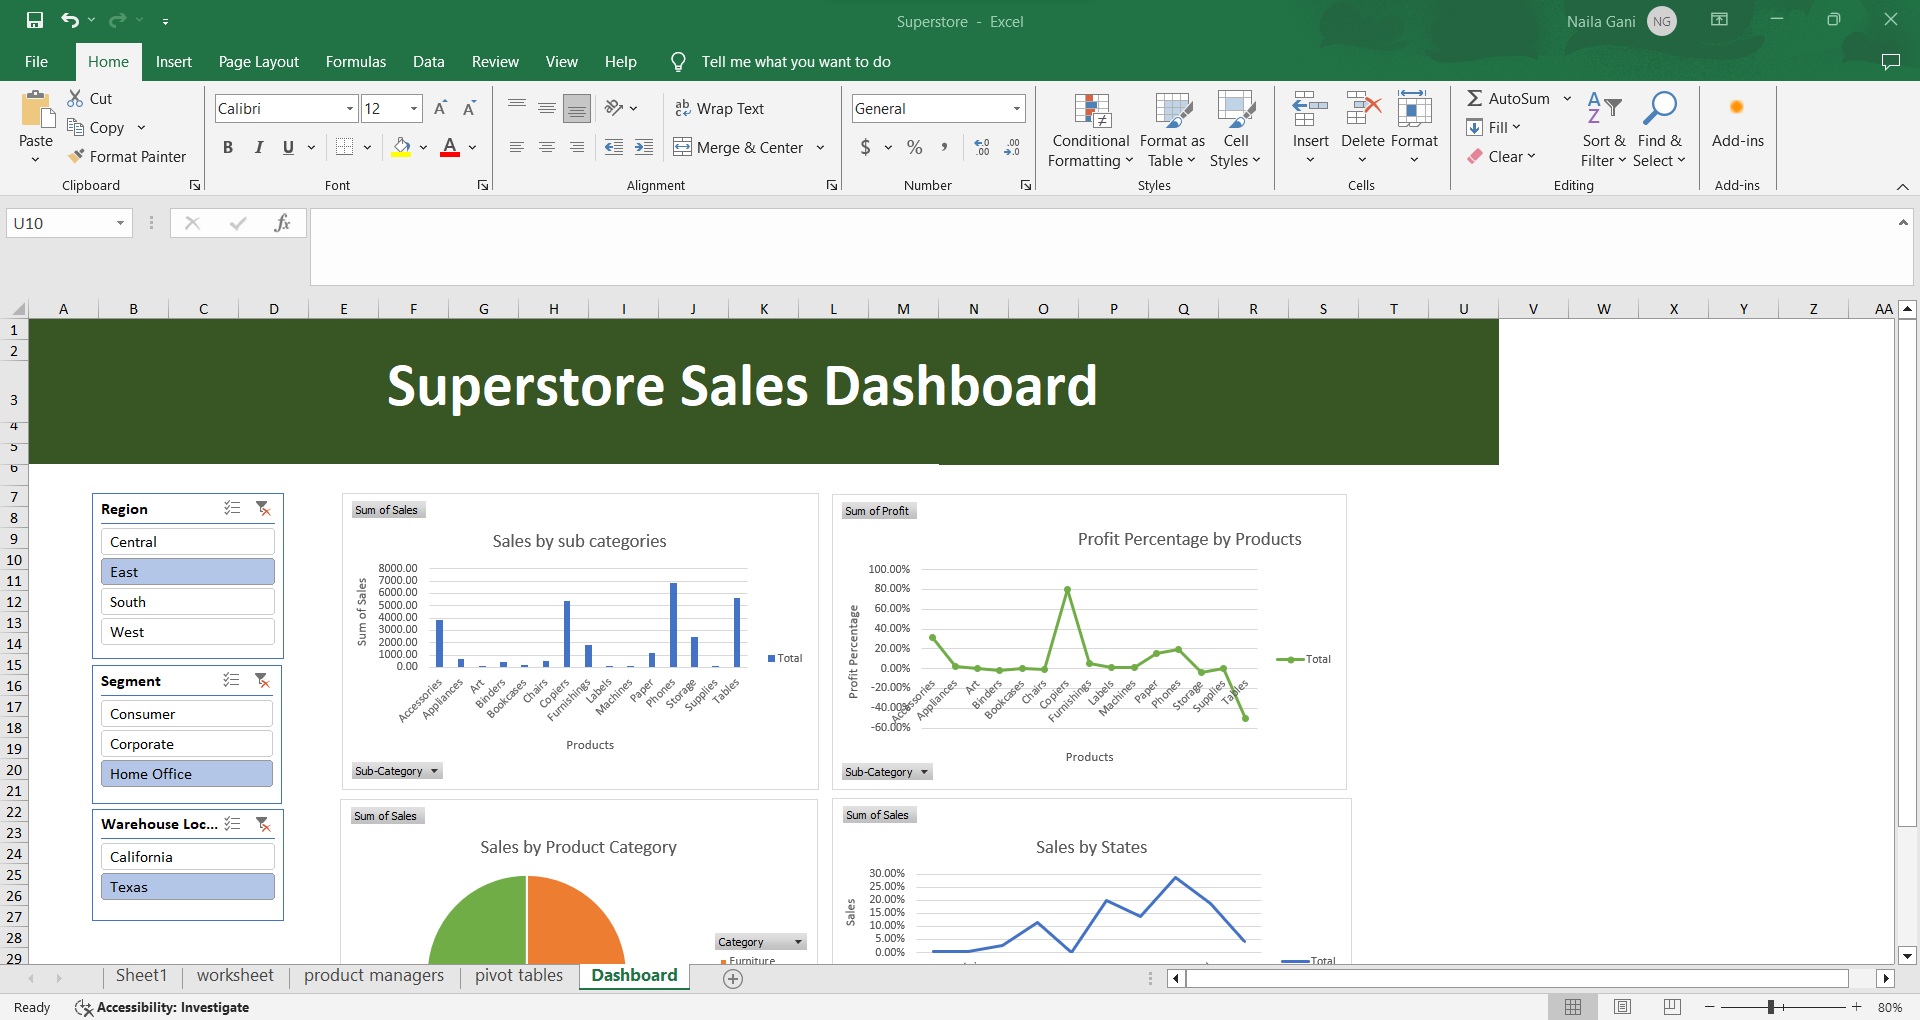 Superstore - Excel
Naila Gani NG
File Home Insert Page Layout Formulas Data Review View Help Tell me what you want to do
Paste
Cut
Copy
Format Painter
Clipboard
Calibri 12
B I U
Font
Wrap Text
Merge & Center
Alignment
General
$ % ,
Number
Conditional Formatting
Format as Table
Cell Styles
Styles
Insert Delete Format
Cells
AutoSum
Fill
Clear
Sort & Filter
Find & Select
Editing
Add-ins
Add-ins
U10
fx
A B C D E F G H I J K L M N O P Q R S T U V W X Y Z AA
1
2
3
4
5
6
7
8
9
10
11
12
13
14
15
16
17
18
19
20
21
22
23
24
25
26
27
28
29
Superstore Sales Dashboard
Region
Central
East
South
West
Segment
Consumer
Corporate
Home Office
Warehouse Loc...
California
Texas
Sum of Sales
Sales by sub categories
Sum of Sales
8000.00
7000.00
6000.00
5000.00
4000.00
3000.00
2000.00
1000.00
0.00
Accessories
Appliances
Art
Binders
Bookcases
Chairs
Copiers
Furnishings
Labels
Machines
Paper
Phones
Storage
Supplies
Tables
Total
Products
Sub-Category
Sum of Profit
Profit Percentage by Products
Profit Percentage
100.00%
80.00%
60.00%
40.00%
20.00%
0.00%
-20.00%
-40.00%
-60.00%
Accessories
Appliances
Art
Binders
Bookcases
Chairs
Copiers
Furnishings
Labels
Machines
Paper
Phones
Storage
Supplies
Tables
Total
Products
Sub-Category
Sum of Sales
Sales by Product Category
Category
Furniture
Sum of Sales
Sales by States
Sales
30.00%
25.00%
20.00%
15.00%
10.00%
5.00%
0.00%
Total
Sheet1 worksheet product managers pivot tables Dashboard
Ready Accessibility: Investigate
80%